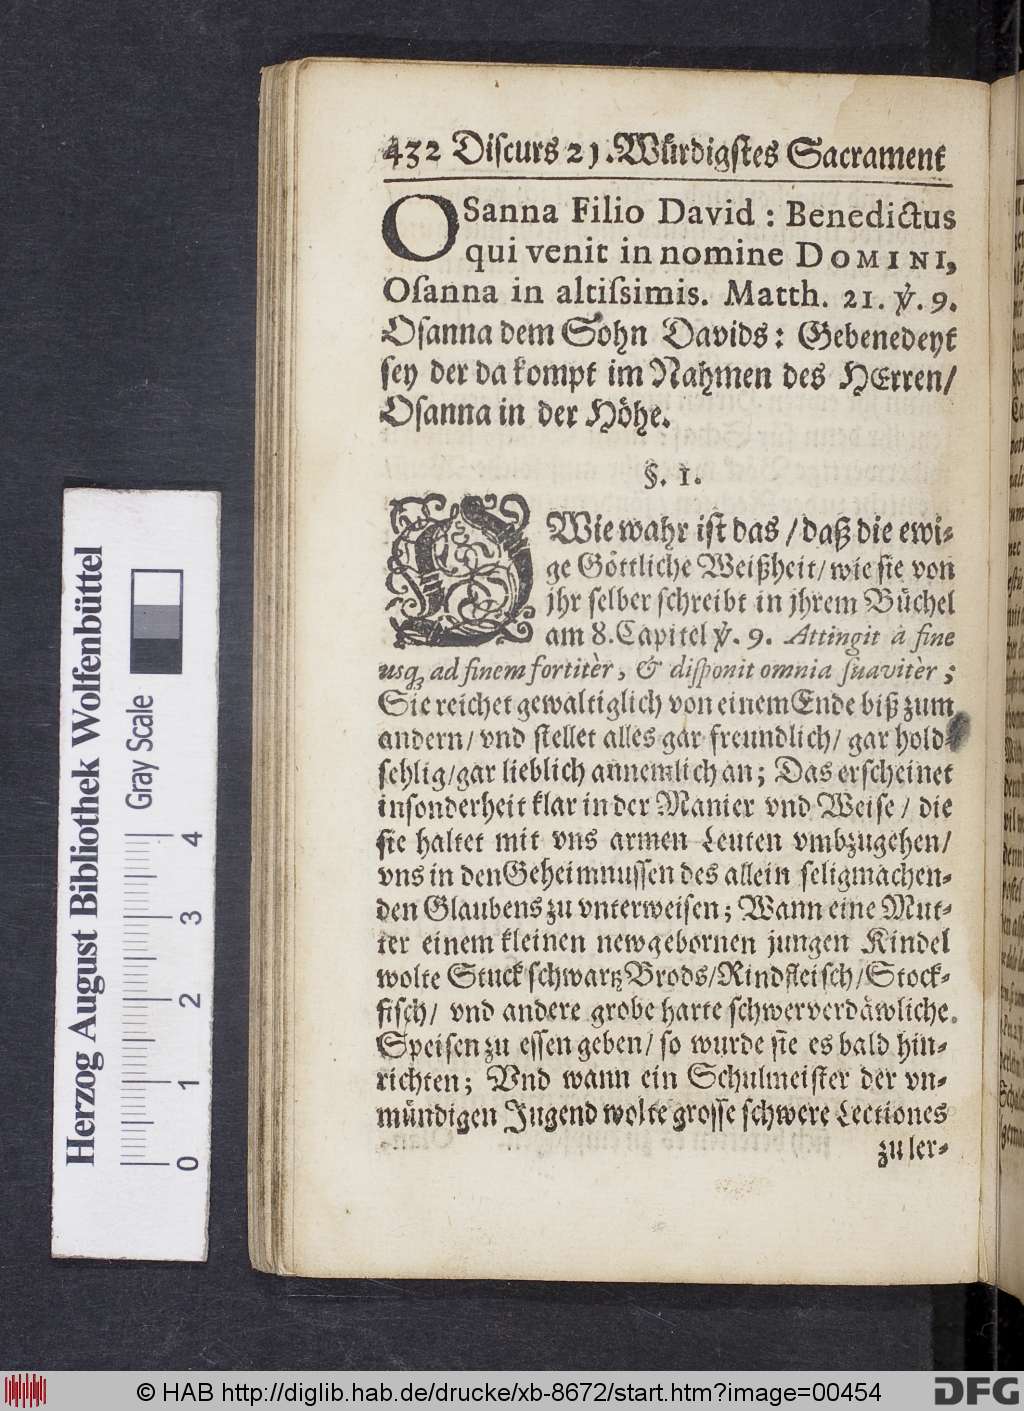 432 Discurs 21. Würdigstes Sacrament
OSanna Filio David : Benedictus
qui venit in nomine DOMINI,
Osanna in altissimis. Matth. 21. ℣. 9.
Osanna dem Sohn Davids: Gebenedeyt
sey der da kompt im Nahmen des HErren/
Osanna in der Höhe.
§. 1.
OWie wahr ist das / daß die ewi-
ge Göttliche Weißheit/ wie sie von
jhr selber schreibt in jhrem Büchel
am 8. Capitel ℣. 9. Attingit à fine
usq; ad finem fortitèr, & disponit omnia suavitèr;
Sie reichet gewaltiglich von einem Ende biß zum
andern/ vnd stellet alles gar freundlich/ gar hold-
sehlig/gar lieblich annemlich an; Das erscheinet
insonderheit klar in der Manier vnd Weise / die
sie haltet mit vns armen Leuten vmbzugehen/
vns in den Geheimnussen des allein seligmachen-
den Glaubens zu vnterweisen; Wann eine Mut-
ter einem kleinen newgebornen jungen Kindel
wolte Stuck schwartz Brods/Rindfleisch/Stock-
fisch/ vnd andere grobe harte schwerverdäwliche
Speisen zu essen geben/ so wurde sie es bald hin-
richten; Vnd wann ein Schulmeister der vn-
mündigen Jugend wolte grosse schwere Lectiones
zu ler-
Herzog August Bibliothek Wolfenbüttel
Gray Scale
0 1 2 3 4
© HAB http://diglib.hab.de/drucke/xb-8672/start.htm?image=00454
DFG